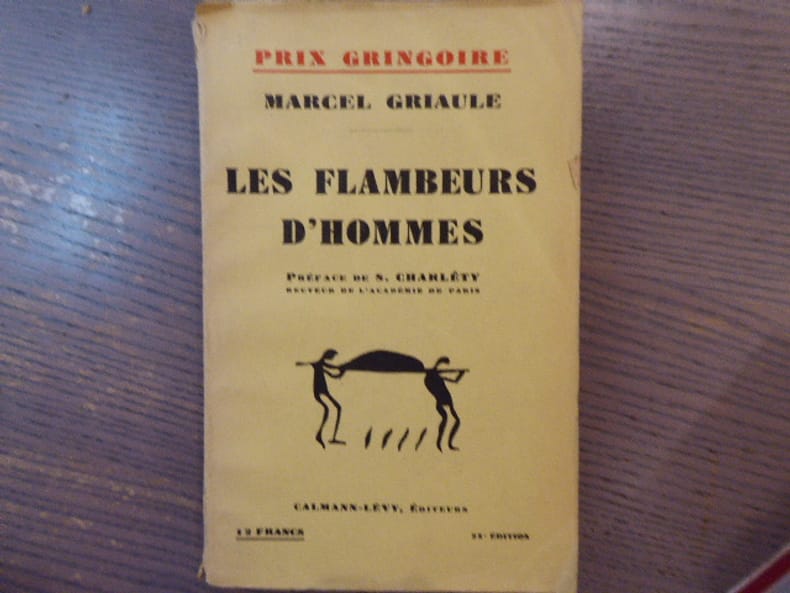 PRIX GRINGOIRE
MARCEL GRIAULE
LES FLAMBEURS
D'HOMMES
PRÉFACE DE S. CHARLÉTY
RECTEUR DE L'ACADÉMIE DE PARIS
CALMANN-LÉVY, ÉDITEURS
12 FRANCS
ÉDITION